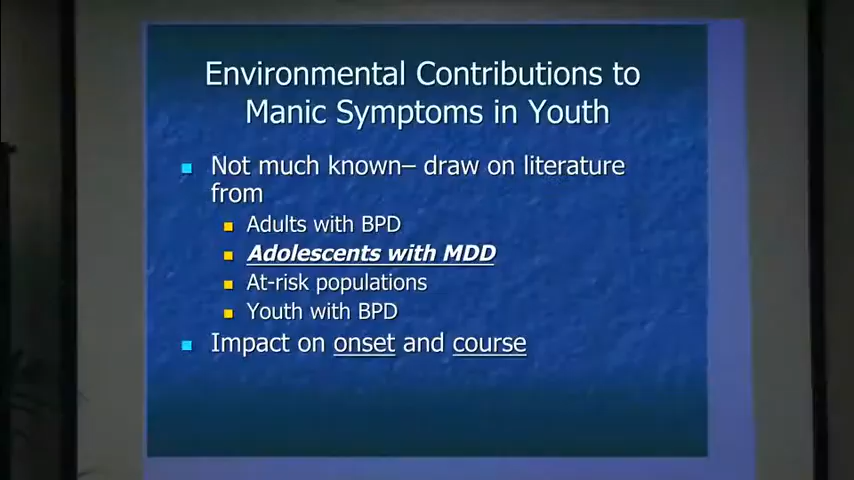 Environmental Contributions to
Manic Symptoms in Youth
Not much known– draw on literature
from
Adults with BPD
Adolescents with MDD
At-risk populations
Youth with BPD
Impact on onset and course